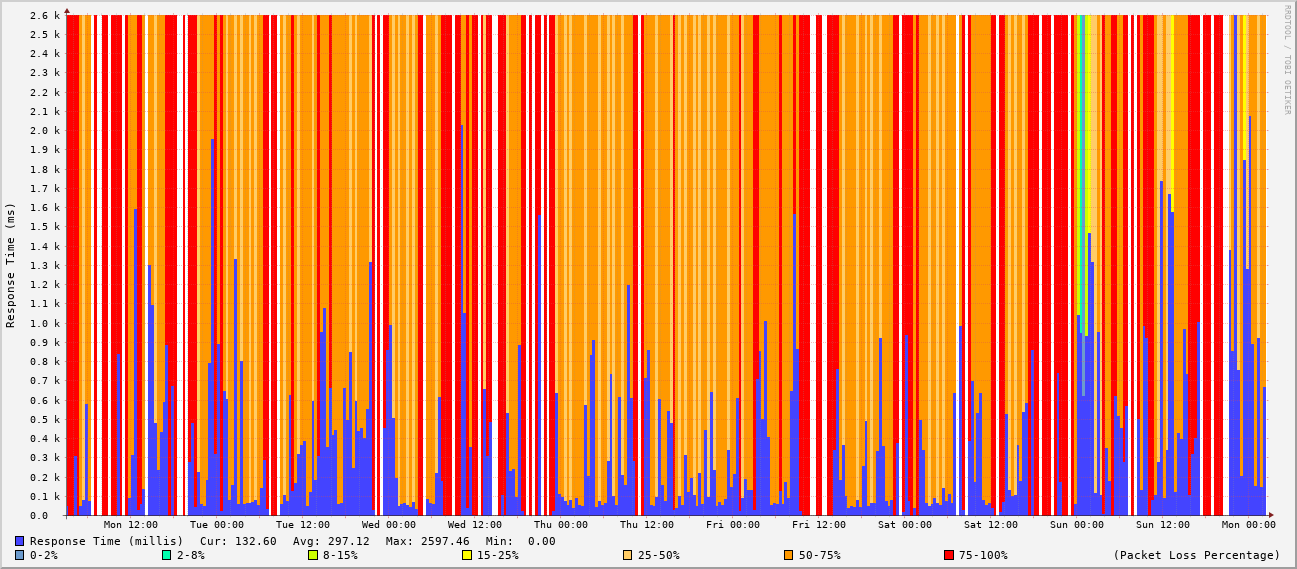 RRDTOOL / TOBI OETIKER
Response Time (ms)
2.6 k
2.5 k
2.4 k
2.3 k
2.2 k
2.1 k
2.0 k
1.9 k
1.8 k
1.7 k
1.6 k
1.5 k
1.4 k
1.3 k
1.2 k
1.1 k
1.0 k
0.9 k
0.8 k
0.7 k
0.6 k
0.5 k
0.4 k
0.3 k
0.2 k
0.1 k
0.0
Mon 12:00 Tue 00:00 Tue 12:00 Wed 00:00 Wed 12:00 Thu 00:00 Thu 12:00 Fri 00:00 Fri 12:00 Sat 00:00 Sat 12:00 Sun 00:00 Sun 12:00 Mon 00:00
Response Time (millis) Cur: 132.60 Avg: 297.12 Max: 2597.46 Min: 0.00
0-2% 2-8% 8-15% 15-25% 25-50% 50-75% 75-100% (Packet Loss Percentage)